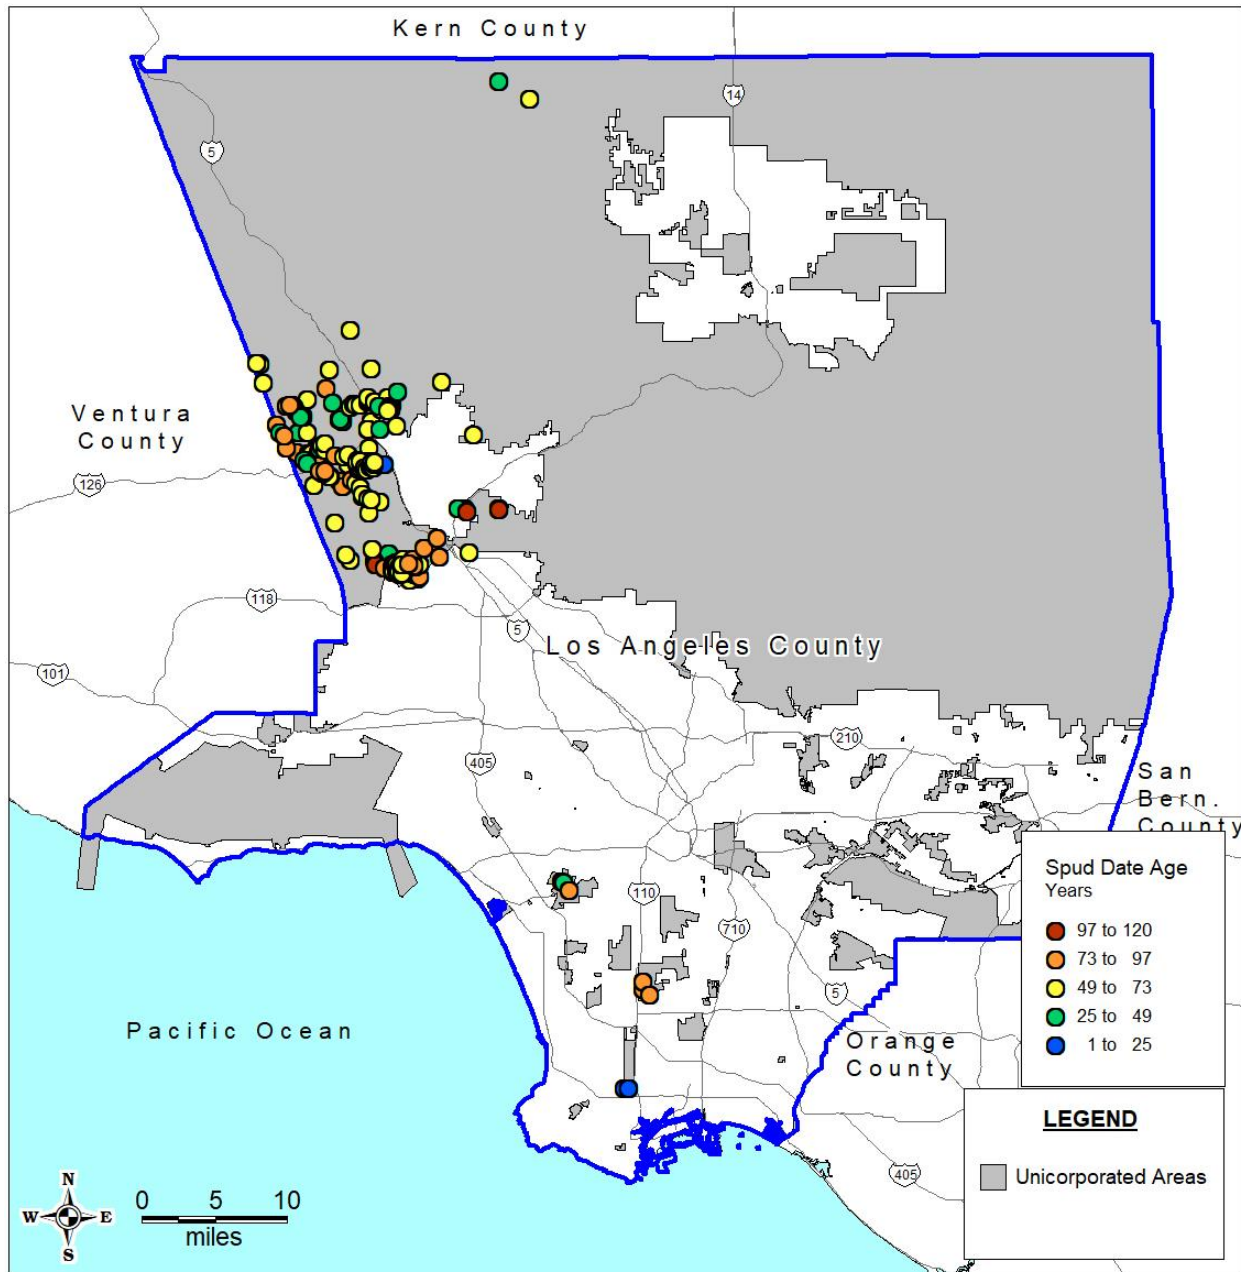 Kern County
14
5
Ventura
County
126
118
5
Los Angeles County
101
210
405
San
Bern.
County
Spud Date Age
Years
97 to 120
73 to 97
49 to 73
25 to 49
1 to 25
110
710
5
Pacific Ocean
Orange
County
LEGEND
Unicorporated Areas
405
N
W E
S
0 5 10
miles